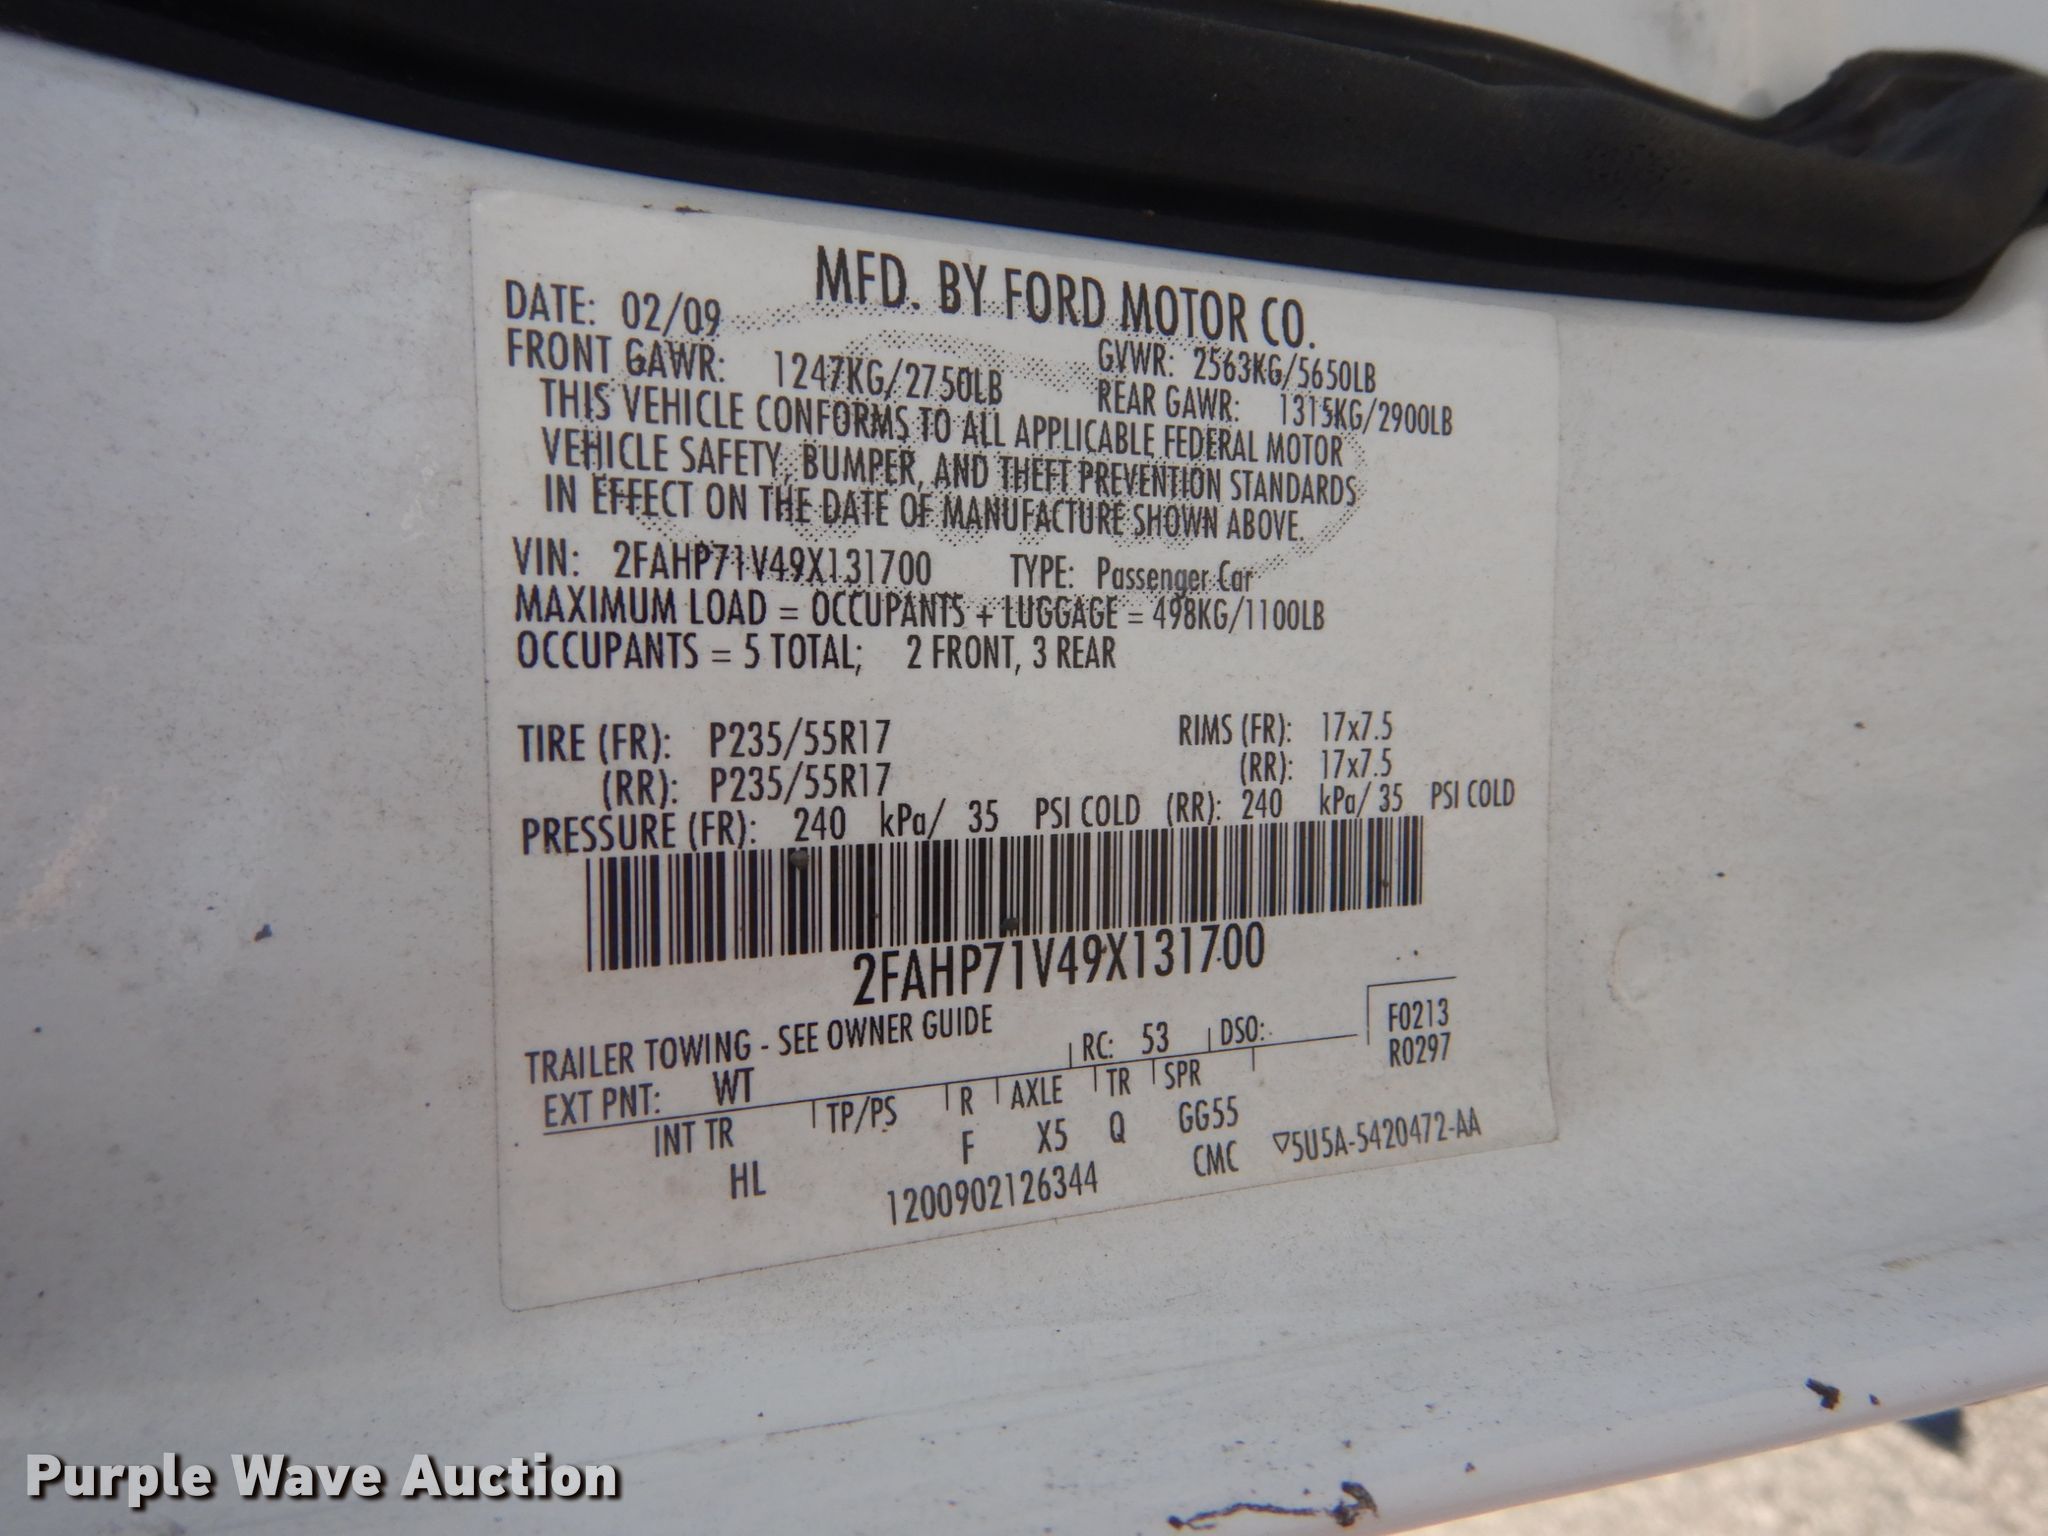 MFD. BY FORD MOTOR CO.
DATE: 02/09
GVWR: 2563KG/5650LB
FRONT GAWR: 1247KG/2750LB REAR GAWR: 1315KG/2900LB
THIS VEHICLE CONFORMS TO ALL APPLICABLE FEDERAL MOTOR
VEHICLE SAFETY, BUMPER, AND THEFT PREVENTION STANDARDS
IN EFFECT ON THE DATE OF MANUFACTURE SHOWN ABOVE.
VIN: 2FAHP71V49X131700 TYPE: Passenger Car
MAXIMUM LOAD = OCCUPANTS + LUGGAGE = 498KG/1100LB
OCCUPANTS = 5 TOTAL; 2 FRONT, 3 REAR
TIRE (FR): P235/55R17 RIMS (FR): 17x7.5
(RR): P235/55R17 (RR): 17x7.5
PRESSURE (FR): 240 kPa/ 35 PSI COLD (RR): 240 kPa/ 35 PSI COLD
2FAHP71V49X131700
TRAILER TOWING - SEE OWNER GUIDE
EXT PNT: WT RC: 53 DSO: F0213
R0297
INT TR TP/PS R AXLE TR SPR
HL F X5 Q GG55
1200902126344 CMC ▽5U5A-5420472-AA
Purple Wave Auction